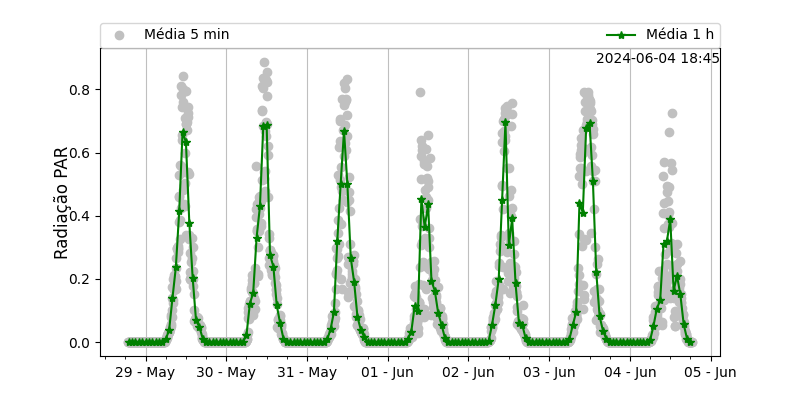 Média 5 min
Média 1 h
2024-06-04 18:45
Radiação PAR
0.8
0.6
0.4
0.2
0.0
29 - May
30 - May
31 - May
01 - Jun
02 - Jun
03 - Jun
04 - Jun
05 - Jun